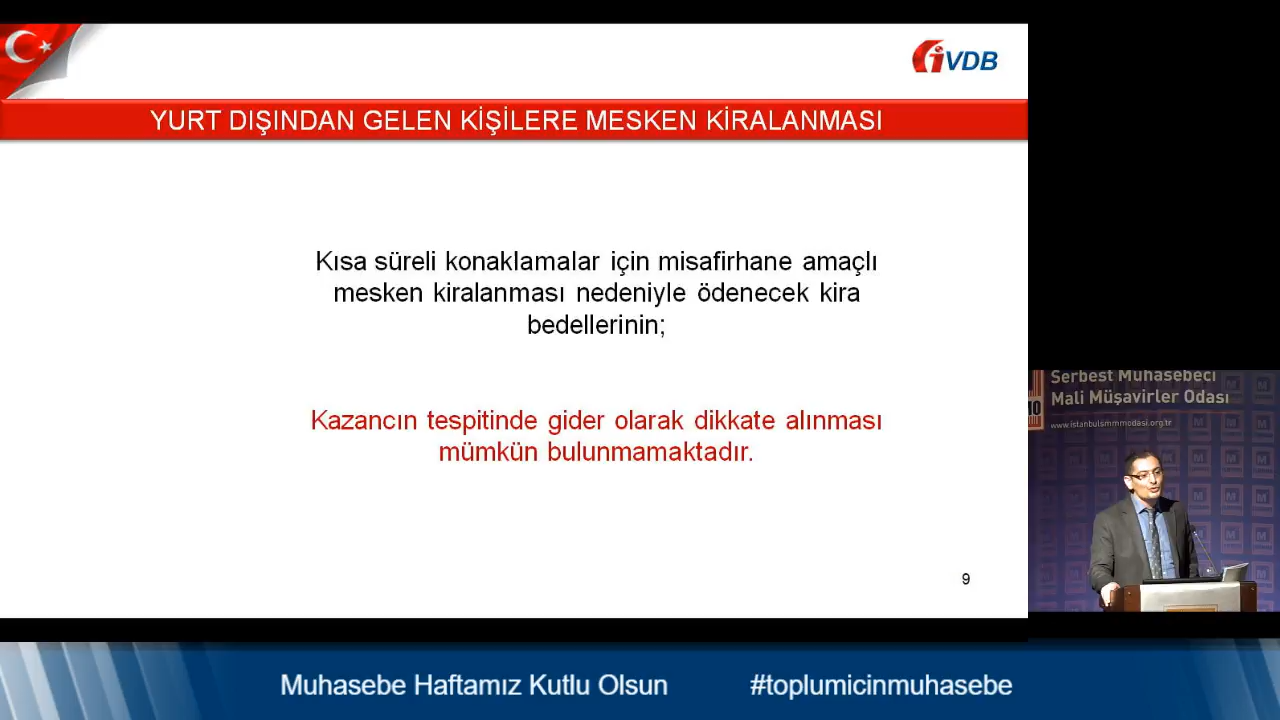 iVDB
YURT DIŞINDAN GELEN KİŞİLERE MESKEN KİRALANMASI
Kısa süreli konaklamalar için misafirhane amaçlı
mesken kiralanması nedeniyle ödenecek kira
bedellerinin;
Kazancın tespitinde gider olarak dikkate alınması
mümkün bulunmamaktadır.
9
Serbest Muhasebeci
Mali Müşavirler Odası
www.istanbulsmmmodasi.org.tr
Muhasebe Haftamız Kutlu Olsun
#toplumicinmuhasebe